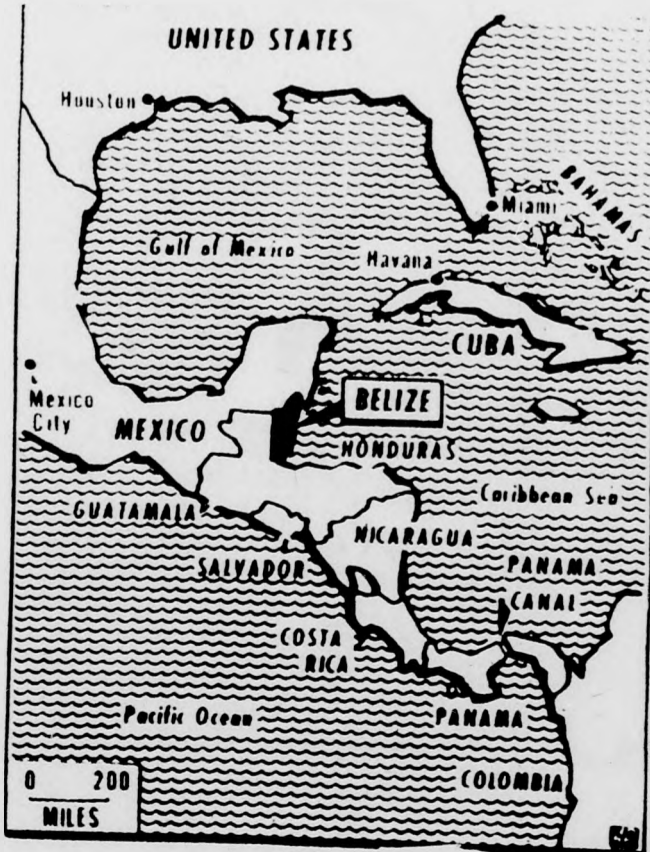 UNITED STATES
Houston
Miami
BAHAMAS
Gulf of Mexico
Havana
CUBA
Mexico
City
MEXICO
BELIZE
HONDURAS
Caribbean Sea
GUATAMALA
NICARAGUA
SALVADOR
PANAMA
CANAL
COSTA
RICA
Pacific Ocean
PANAMA
COLOMBIA
0 200
MILES